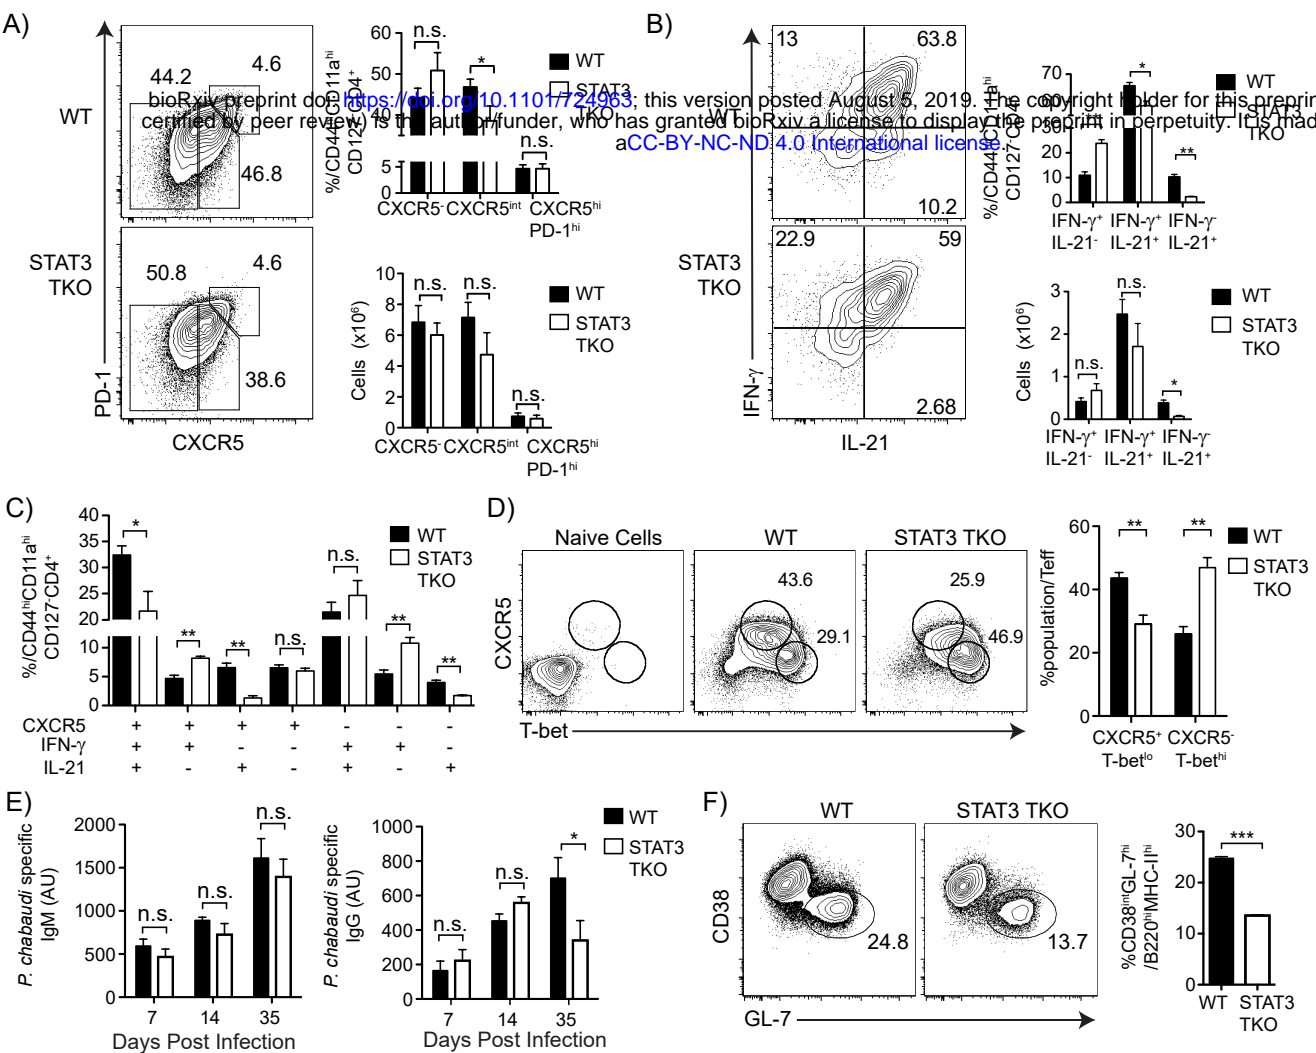 A)
WT
44.2
4.6
46.8
STAT3
TKO
50.8
4.6
38.6
PD-1
CXCR5
%/CD44hiCD11ahi
CD127-CD4+
60
50
40
5
0
n.s.
*
n.s.
WT
STAT3
TKO
CXCR5- CXCR5int CXCR5hi
PD-1hi
Cells (x10⁶)
10
8
6
4
2
0
n.s.
n.s.
n.s.
WT
STAT3
TKO
CXCR5- CXCR5int CXCR5hi
PD-1hi
bioRxiv preprint doi: https://doi.org/10.1101/724963; this version posted August 5, 2019. The copyright holder for this preprint
certified by peer review) is the author/funder, who has granted bioRxiv a license to display the preprint in perpetuity. It is mad
aCC-BY-NC-ND 4.0 International license.
B)
WT
13
63.8
10.2
STAT3
TKO
22.9
59
2.68
IFN-γ
IL-21
%/CD44hiCD11ahi
CD127-CD4+
70
60
30
20
10
0
*
**
WT
STAT3
TKO
IFN-γ+ IFN-γ+ IFN-γ-
IL-21- IL-21+ IL-21+
Cells (x10⁶)
3
2
1
0
n.s.
n.s.
*
WT
STAT3
TKO
IFN-γ+ IFN-γ+ IFN-γ-
IL-21- IL-21+ IL-21+
C)
%/CD44hiCD11ahi
CD127-CD4+
40
35
30
25
20
10
5
0
*
**
**
n.s.
n.s.
**
**
WT
STAT3
TKO
CXCR5 + + + + - - -
IFN-γ + + - - + + -
IL-21 + - + - + - +
D)
Naive Cells
WT
STAT3 TKO
43.6
29.1
25.9
46.9
CXCR5
T-bet
%population/Teff
60
40
20
0
**
**
WT
STAT3
TKO
CXCR5+ CXCR5-
T-betlo T-bethi
E)
P. chabaudi specific
IgM (AU)
2000
1500
1000
500
0
n.s.
n.s.
n.s.
7 14 35
Days Post Infection
P. chabaudi specific
IgG (AU)
1000
800
600
400
200
0
n.s.
n.s.
*
7 14 35
Days Post Infection
WT
STAT3
TKO
F)
WT
STAT3 TKO
24.8
13.7
CD38
GL-7
%CD38intGL-7hi
/B220hiMHC-IIhi
30
20
10
0
***
WT STAT3
TKO